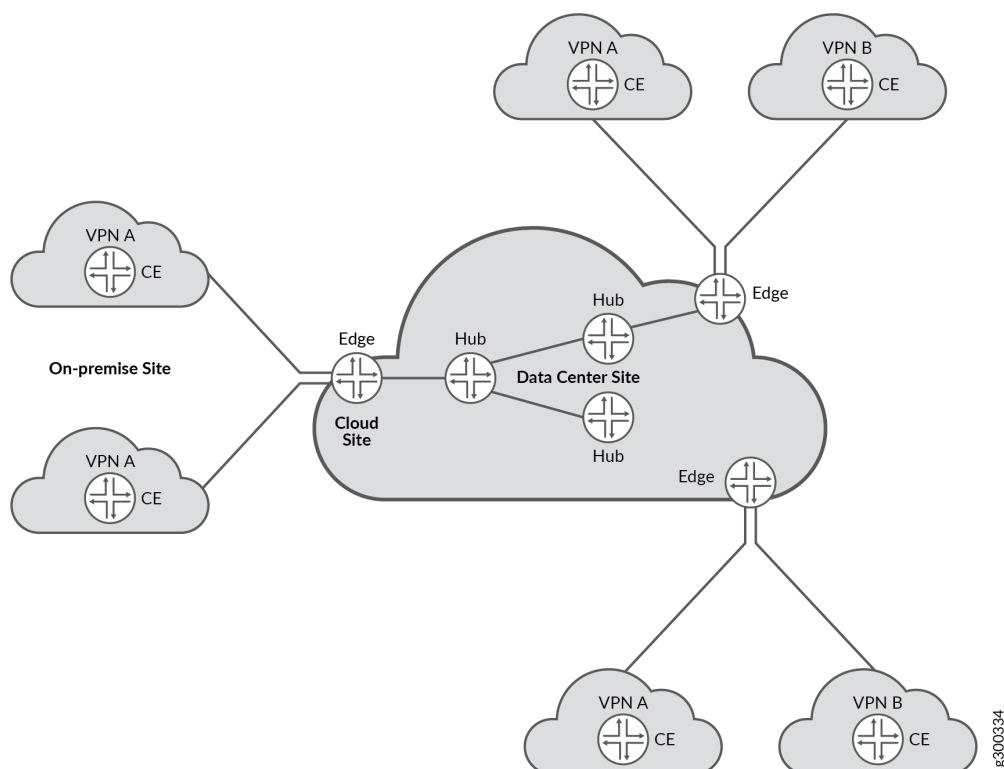 VPN A
CE
VPN B
CE
VPN A
CE
On-premise Site
VPN A
CE
Edge
Cloud
Site
Hub
Hub
Data Center Site
Hub
Edge
Edge
VPN A
CE
VPN B
CE
g300334